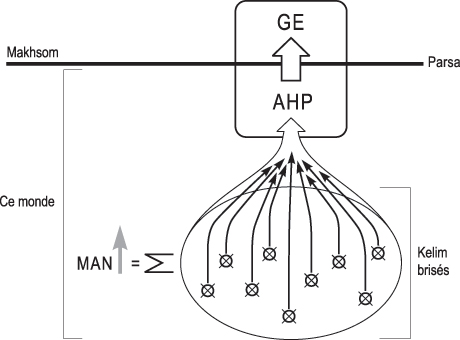 GE
Makhsom
Parsa
AHP
Ce monde
MAN = Σ
Kelim
brisés